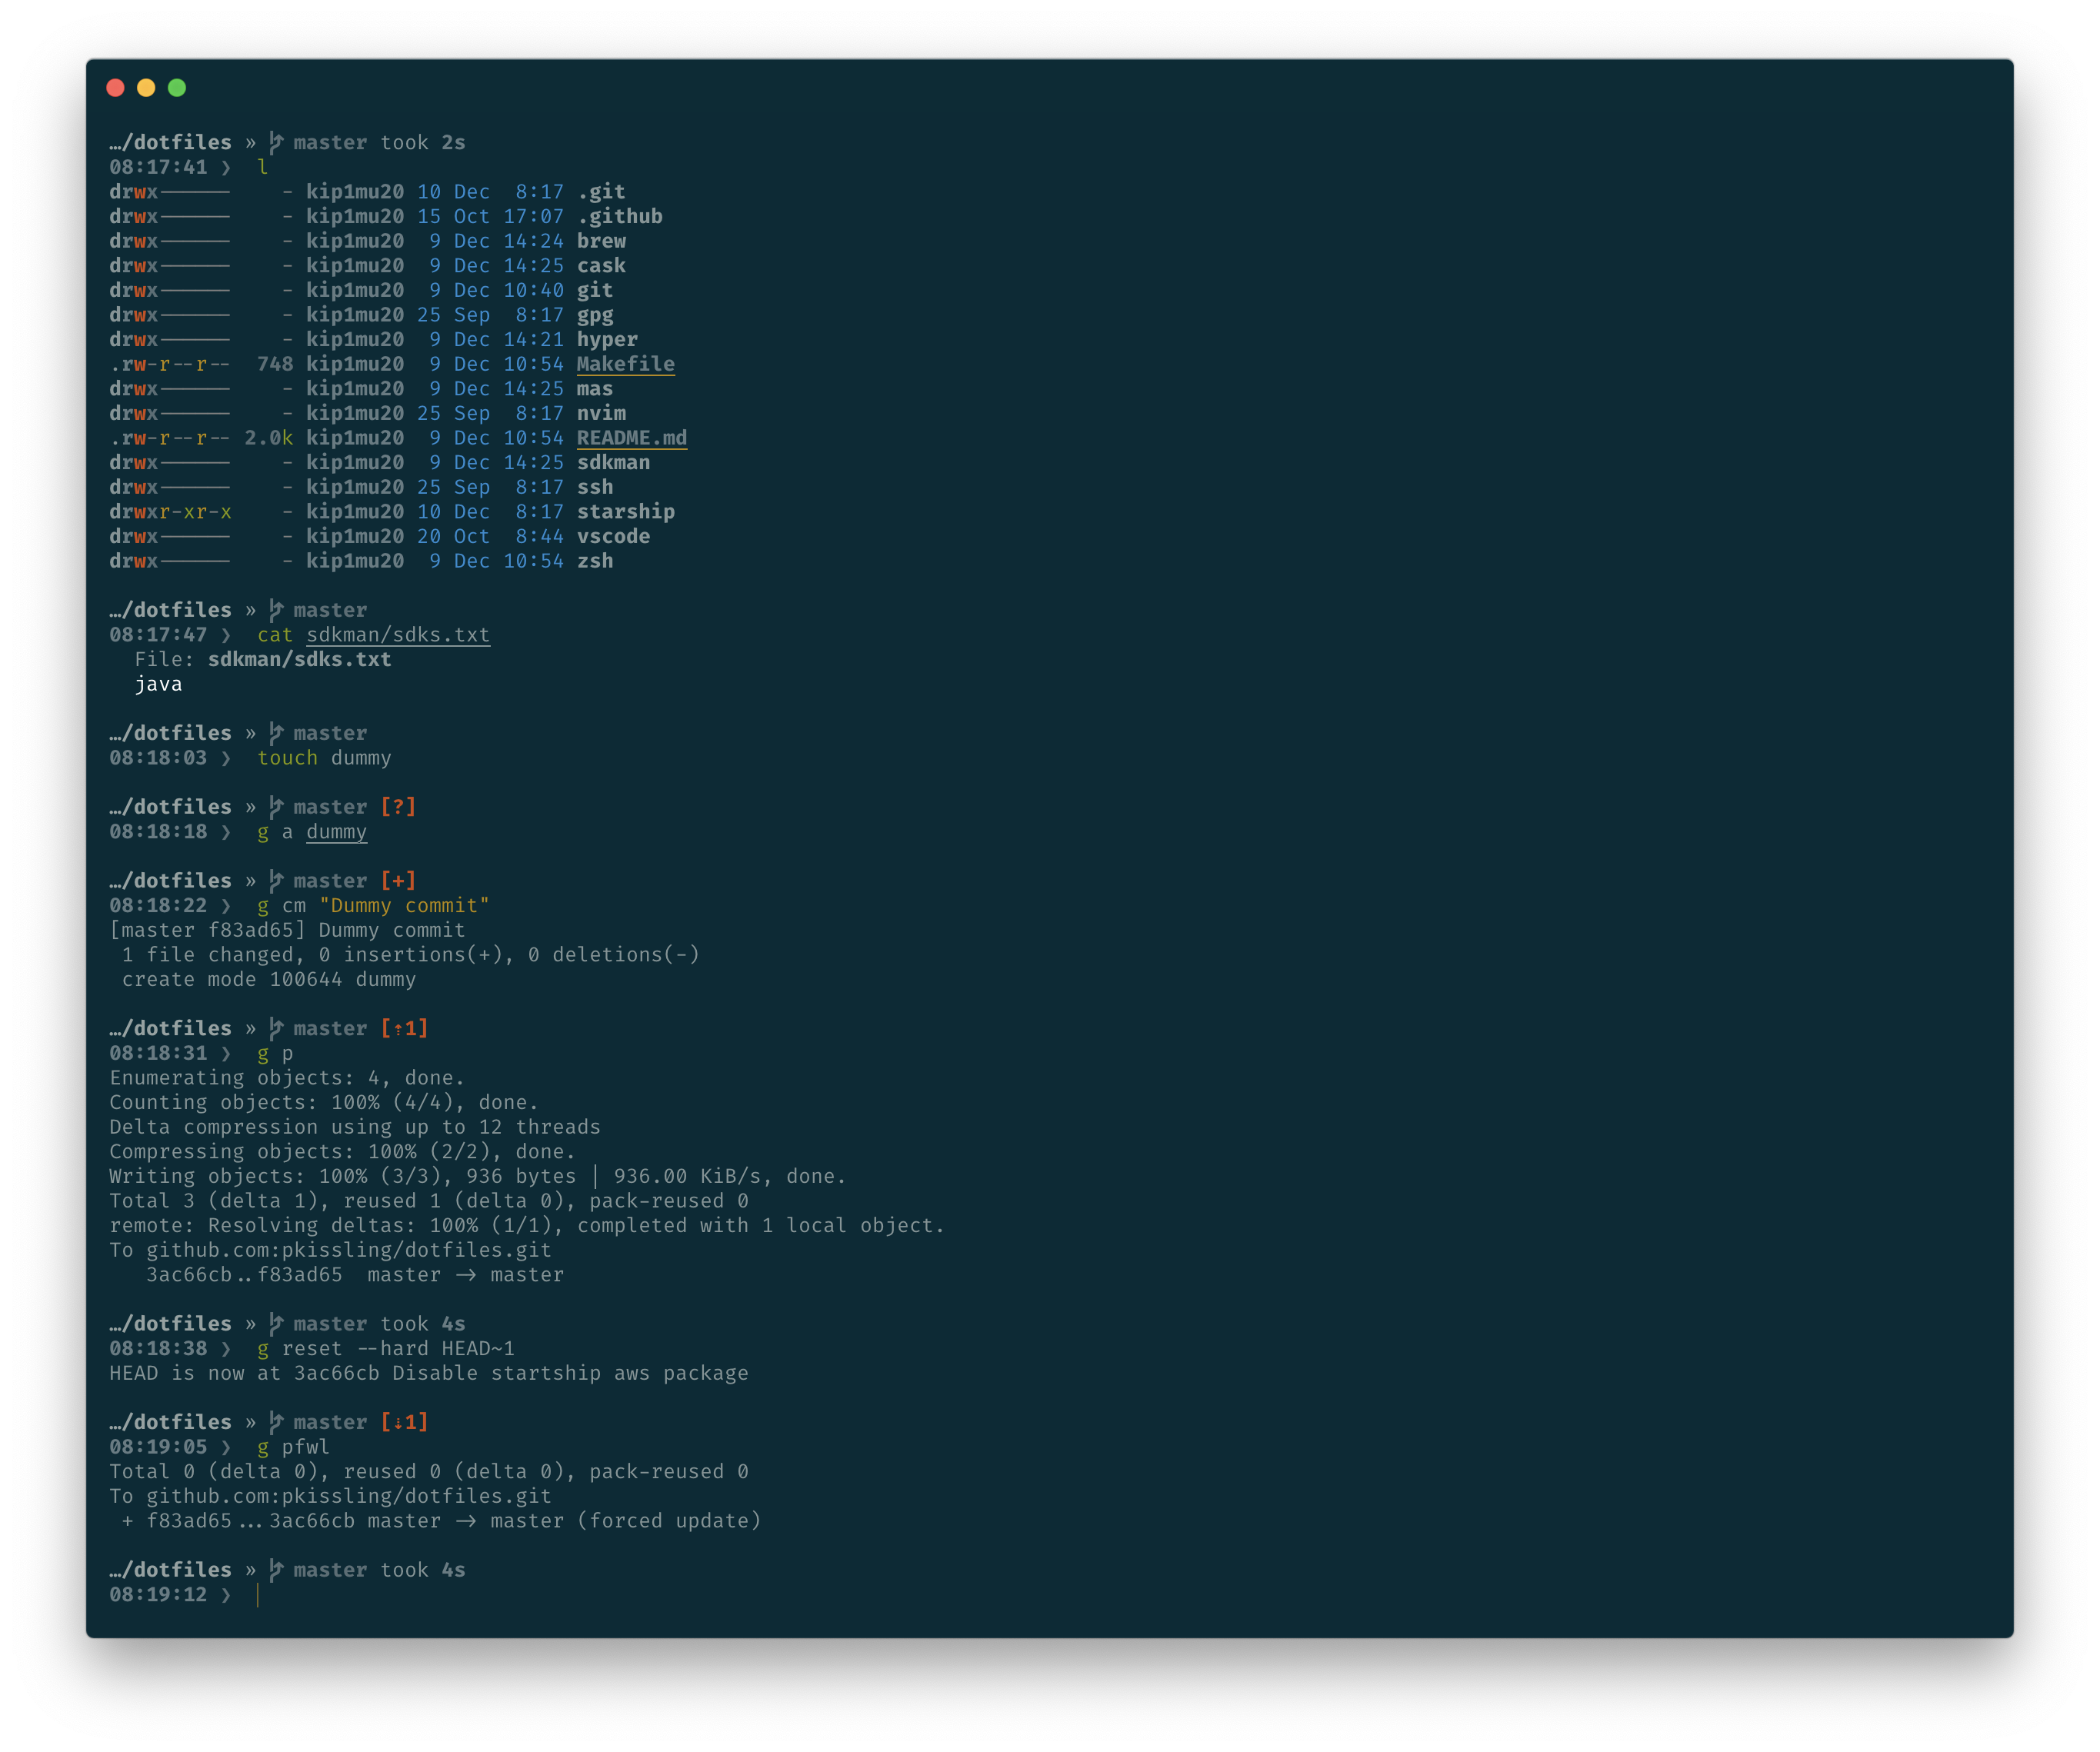 …/dotfiles » master took 2s
08:17:41 ❯ l
drwx------    - kip1mu20 10 Dec  8:17 .git
drwx------    - kip1mu20 15 Oct 17:07 .github
drwx------    - kip1mu20  9 Dec 14:24 brew
drwx------    - kip1mu20  9 Dec 14:25 cask
drwx------    - kip1mu20  9 Dec 10:40 git
drwx------    - kip1mu20 25 Sep  8:17 gpg
drwx------    - kip1mu20  9 Dec 14:21 hyper
.rw-r--r--  748 kip1mu20  9 Dec 10:54 Makefile
drwx------    - kip1mu20  9 Dec 14:25 mas
drwx------    - kip1mu20 25 Sep  8:17 nvim
.rw-r--r-- 2.0k kip1mu20  9 Dec 10:54 README.md
drwx------    - kip1mu20  9 Dec 14:25 sdkman
drwx------    - kip1mu20 25 Sep  8:17 ssh
drwxr-xr-x    - kip1mu20 10 Dec  8:17 starship
drwx------    - kip1mu20 20 Oct  8:44 vscode
drwx------    - kip1mu20  9 Dec 10:54 zsh
…/dotfiles » master
08:17:47 ❯ cat sdkman/sdks.txt
File: sdkman/sdks.txt
java
…/dotfiles » master
08:18:03 ❯ touch dummy
…/dotfiles » master [?]
08:18:18 ❯ g a dummy
…/dotfiles » master [+]
08:18:22 ❯ g cm "Dummy commit"
[master f83ad65] Dummy commit
1 file changed, 0 insertions(+), 0 deletions(-)
create mode 100644 dummy
…/dotfiles » master [⇡1]
08:18:31 ❯ g p
Enumerating objects: 4, done.
Counting objects: 100% (4/4), done.
Delta compression using up to 12 threads
Compressing objects: 100% (2/2), done.
Writing objects: 100% (3/3), 936 bytes | 936.00 KiB/s, done.
Total 3 (delta 1), reused 1 (delta 0), pack-reused 0
remote: Resolving deltas: 100% (1/1), completed with 1 local object.
To github.com:pkissling/dotfiles.git
3ac66cb..f83ad65  master -> master
…/dotfiles » master took 4s
08:18:38 ❯ g reset --hard HEAD~1
HEAD is now at 3ac66cb Disable startship aws package
…/dotfiles » master [⇣1]
08:19:05 ❯ g pfwl
Total 0 (delta 0), reused 0 (delta 0), pack-reused 0
To github.com:pkissling/dotfiles.git
+ f83ad65...3ac66cb master -> master (forced update)
…/dotfiles » master took 4s
08:19:12 ❯